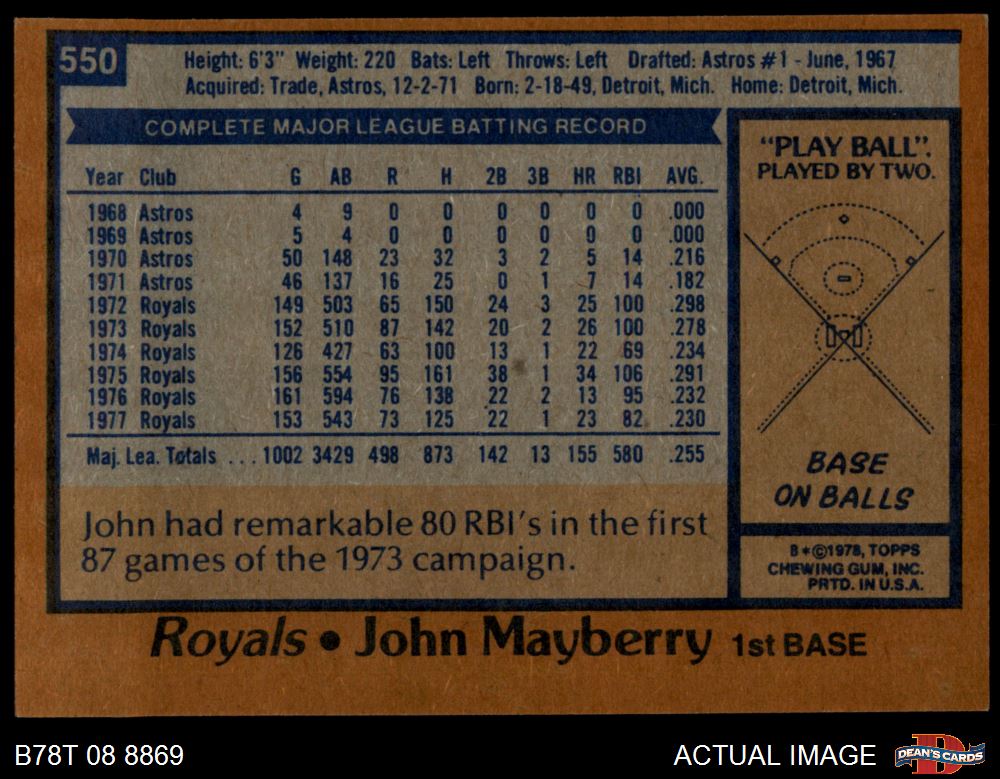 550
Height: 6'3" Weight: 220 Bats: Left Throws: Left Drafted: Astros #1 - June, 1967
Acquired: Trade, Astros, 12-2-71 Born: 2-18-49, Detroit, Mich. Home: Detroit, Mich.
COMPLETE MAJOR LEAGUE BATTING RECORD
Year Club G AB R H 2B 3B HR RBI AVG.
1968 Astros 4 9 0 0 0 0 0 0 .000
1969 Astros 5 4 0 0 0 0 0 0 .000
1970 Astros 50 148 23 32 3 2 5 14 .216
1971 Astros 46 137 16 25 0 1 7 14 .182
1972 Royals 149 503 65 150 24 3 25 100 .298
1973 Royals 152 510 87 142 20 2 26 100 .278
1974 Royals 126 427 63 100 13 1 22 69 .234
1975 Royals 156 554 95 161 38 1 34 106 .291
1976 Royals 161 594 76 138 22 2 13 95 .232
1977 Royals 153 543 73 125 22 1 23 82 .230
Maj. Lea. Totals ... 1002 3429 498 873 142 13 155 580 .255
John had remarkable 80 RBI's in the first
87 games of the 1973 campaign.
"PLAY BALL".
PLAYED BY TWO.
BASE
ON BALLS
B*©1978, TOPPS
CHEWING GUM, INC.
PRTD. IN U.S.A.
Royals • John Mayberry 1st BASE
B78T 08 8869
ACTUAL IMAGE
DEAN'S CARDS